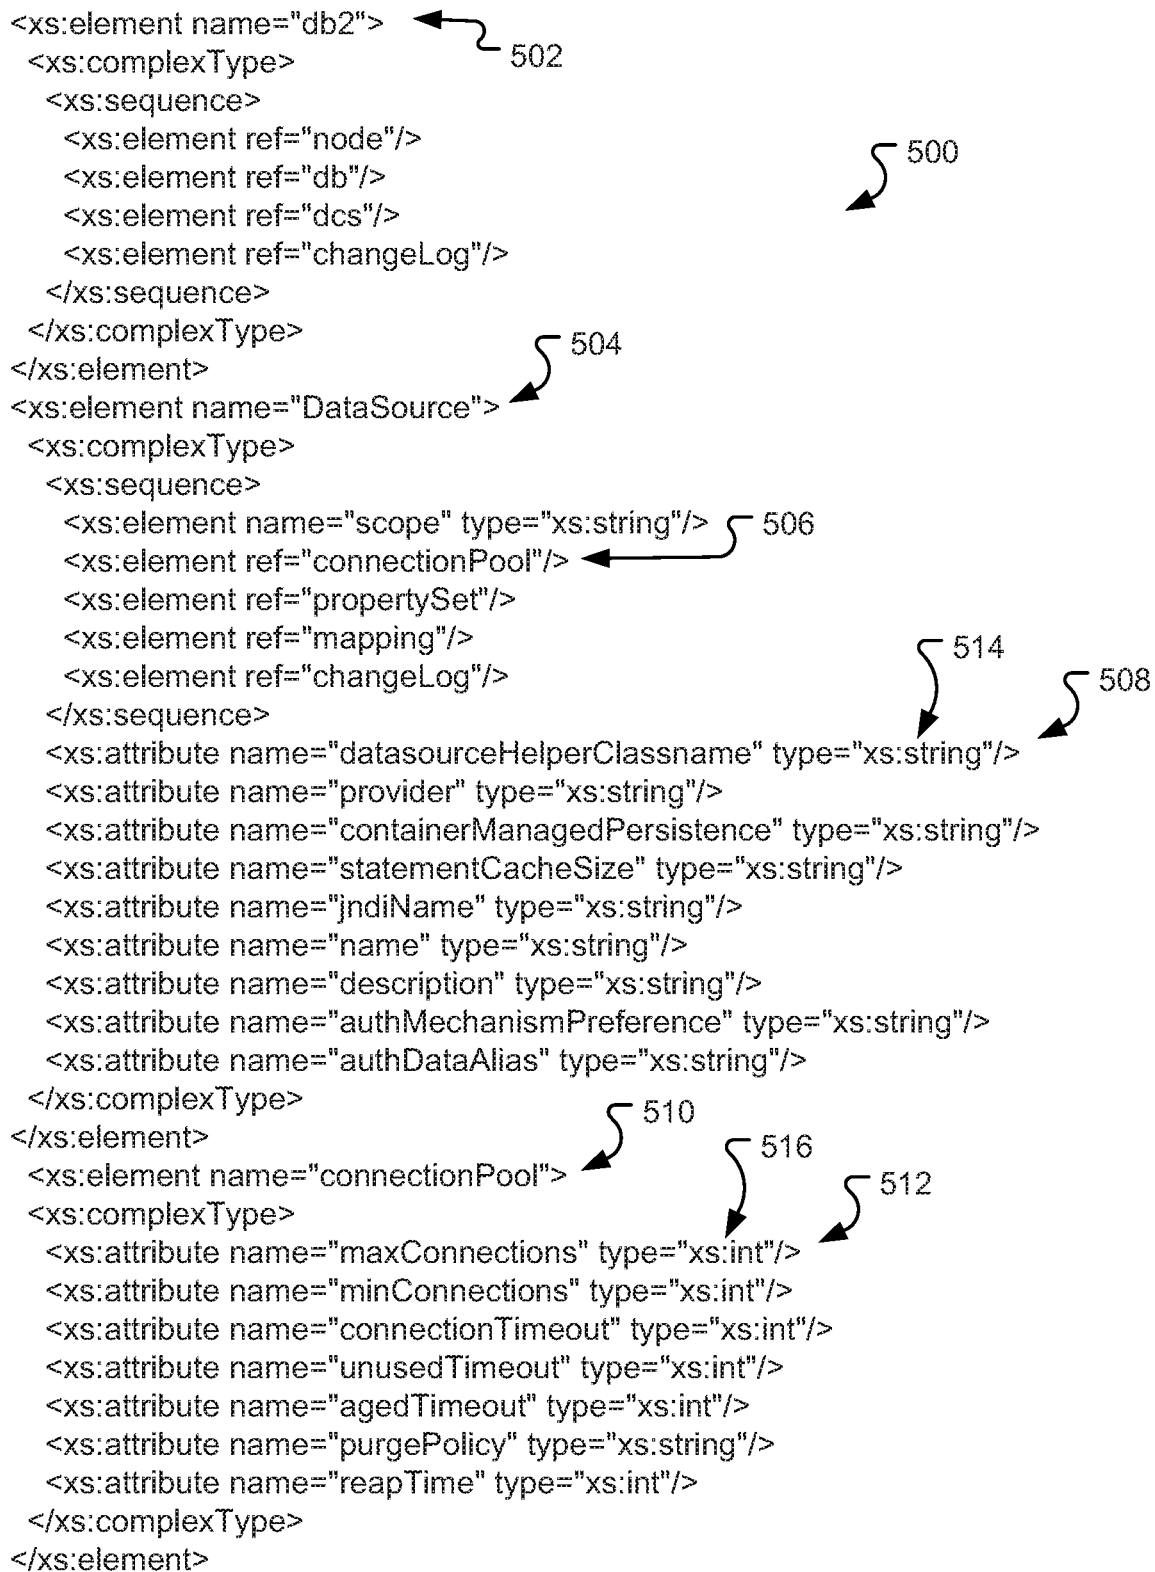 <xs:element name="db2">
502
 <xs:complexType>
  <xs:sequence>
   <xs:element ref="node"/>
500
   <xs:element ref="db"/>
   <xs:element ref="dcs"/>
   <xs:element ref="changeLog"/>
  </xs:sequence>
 </xs:complexType>
504
</xs:element>
<xs:element name="DataSource">
 <xs:complexType>
  <xs:sequence>
   <xs:element name="scope" type="xs:string"/>
506
   <xs:element ref="connectionPool"/>
   <xs:element ref="propertySet"/>
   <xs:element ref="mapping"/>
514
   <xs:element ref="changeLog"/>
508
  </xs:sequence>
  <xs:attribute name="datasourceHelperClassname" type="xs:string"/>
  <xs:attribute name="provider" type="xs:string"/>
  <xs:attribute name="containerManagedPersistence" type="xs:string"/>
  <xs:attribute name="statementCacheSize" type="xs:string"/>
  <xs:attribute name="jndiName" type="xs:string"/>
  <xs:attribute name="name" type="xs:string"/>
  <xs:attribute name="description" type="xs:string"/>
  <xs:attribute name="authMechanismPreference" type="xs:string"/>
  <xs:attribute name="authDataAlias" type="xs:string"/>
 </xs:complexType>
510
</xs:element>
516
 <xs:element name="connectionPool">
512
 <xs:complexType>
  <xs:attribute name="maxConnections" type="xs:int"/>
  <xs:attribute name="minConnections" type="xs:int"/>
  <xs:attribute name="connectionTimeout" type="xs:int"/>
  <xs:attribute name="unusedTimeout" type="xs:int"/>
  <xs:attribute name="agedTimeout" type="xs:int"/>
  <xs:attribute name="purgePolicy" type="xs:string"/>
  <xs:attribute name="reapTime" type="xs:int"/>
 </xs:complexType>
</xs:element>